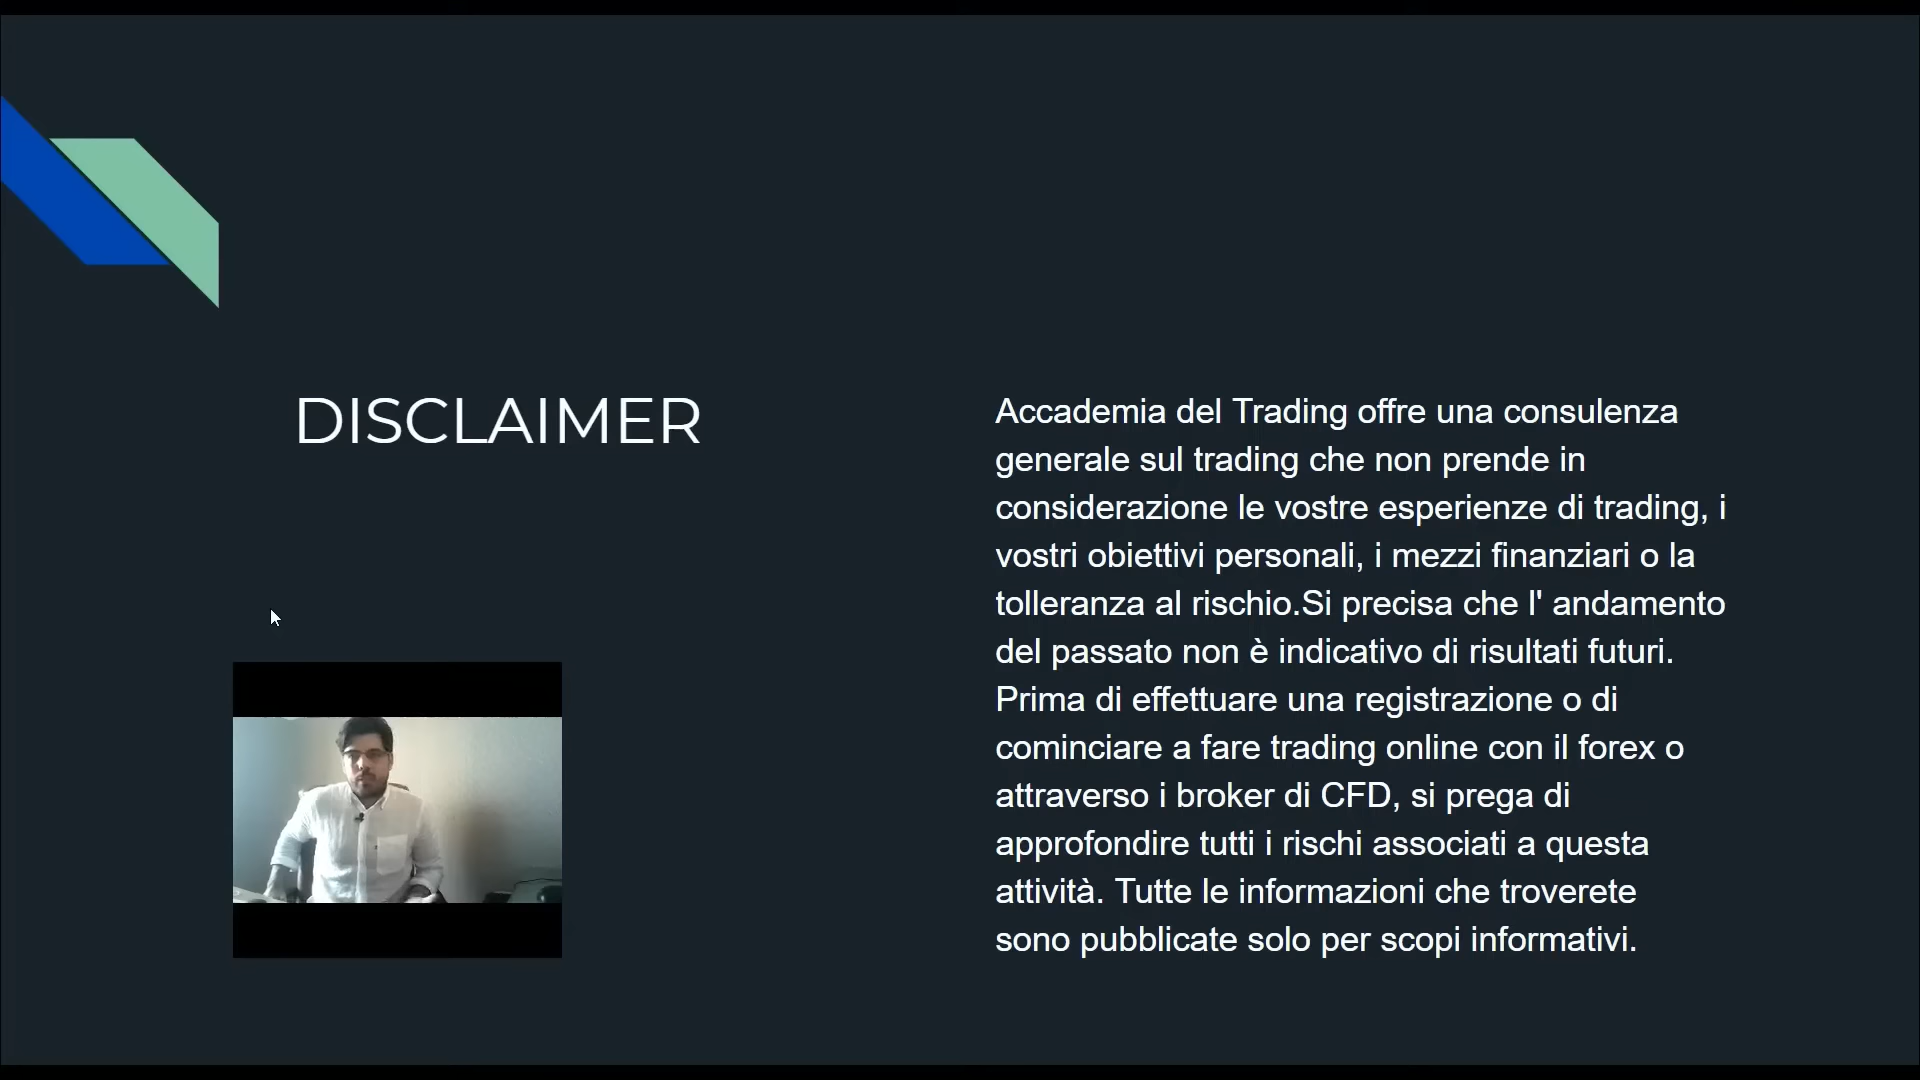 DISCLAIMER
Accademia del Trading offre una consulenza
generale sul trading che non prende in
considerazione le vostre esperienze di trading, i
vostri obiettivi personali, i mezzi finanziari o la
tolleranza al rischio.Si precisa che l' andamento
del passato non è indicativo di risultati futuri.
Prima di effettuare una registrazione o di
cominciare a fare trading online con il forex o
attraverso i broker di CFD, si prega di
approfondire tutti i rischi associati a questa
attività. Tutte le informazioni che troverete
sono pubblicate solo per scopi informativi.